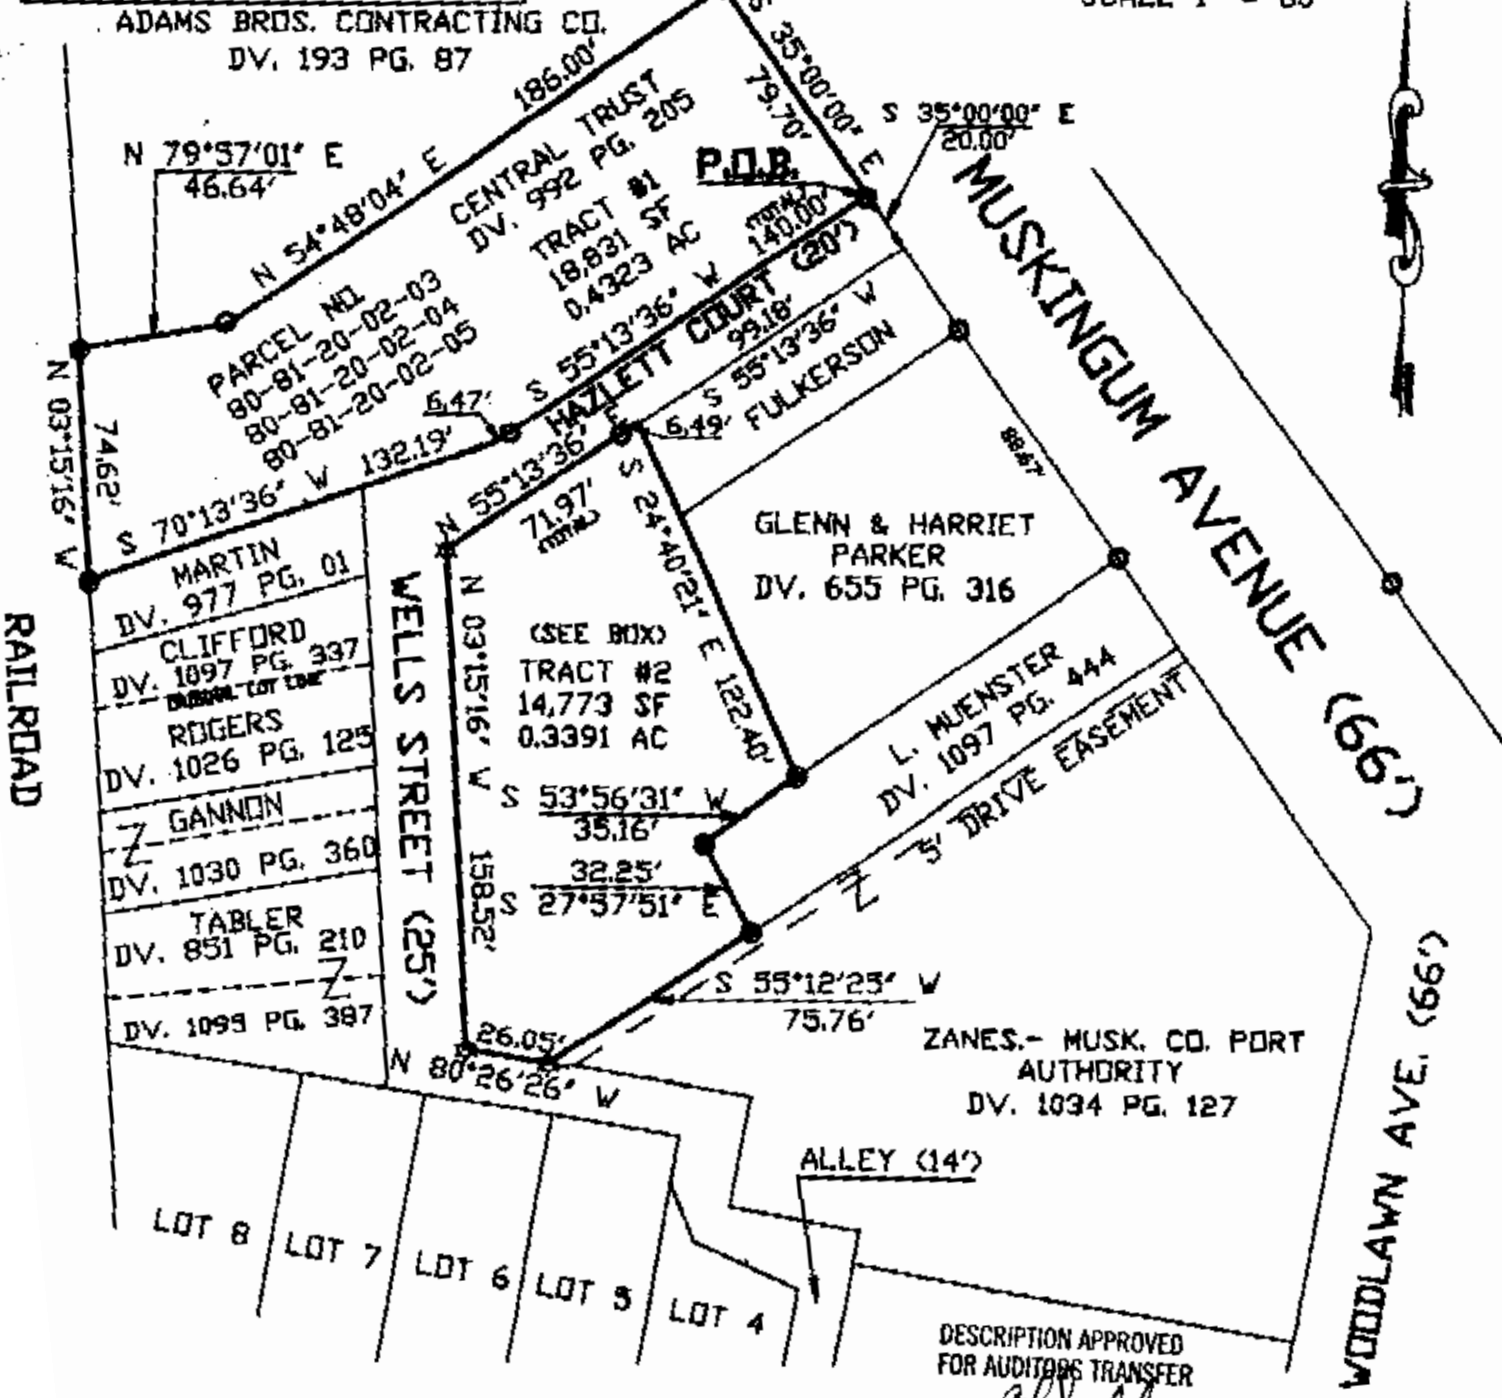 ADAMS BROS. CONTRACTING CO.
DV. 193 PG. 87
186.00'
S 35°00'00" E
79.70'
S 35°00'00" E
20.00'
N 79°57'01" E
46.64'
N 54°48'04" E
CENTRAL TRUST
DV. 992 PG. 205
TRACT #1
18,831 SF
0.4323 AC
P.O.B.
(TOTAL)
140.00'
S 55°13'36" W
HAZLETT COURT (20')
PARCEL NO.
80-81-20-02-03
80-81-20-02-04
80-81-20-02-05
6.47'
99.18'
S 55°13'36" W
FULKERSON
6.49'
MUSKINGUM AVENUE (66')
88.67'
N 03°15'16" W
74.62'
S 70°13'36" W 132.19'
N 55°13'36" E
71.97'
(TOTAL)
S 24°40'21" E 122.40'
GLENN & HARRIET
PARKER
DV. 655 PG. 316
RAILROAD
MARTIN
DV. 977 PG. 01
CLIFFORD
DV. 1097 PG. 337
LOT LINE
ROGERS
DV. 1026 PG. 125
GANNON
DV. 1030 PG. 360
TABLER
DV. 851 PG. 210
DV. 1099 PG. 387
WELLS STREET (25')
N 03°15'16" W 158.52'
(SEE BOX)
TRACT #2
14,773 SF
0.3391 AC
S 53°56'31" W
35.16'
32.25'
S 27°57'51" E
L. MUENSTER
DV. 1097 PG. 444
5' DRIVE EASEMENT
S 55°12'25" W
75.76'
26.05'
N 80°26'26" W
ZANES.- MUSK. CO. PORT
AUTHORITY
DV. 1034 PG. 127
WOODLAWN AVE. (66')
ALLEY (14')
LOT 8
LOT 7
LOT 6
LOT 5
LOT 4
DESCRIPTION APPROVED
FOR AUDITORS TRANSFER